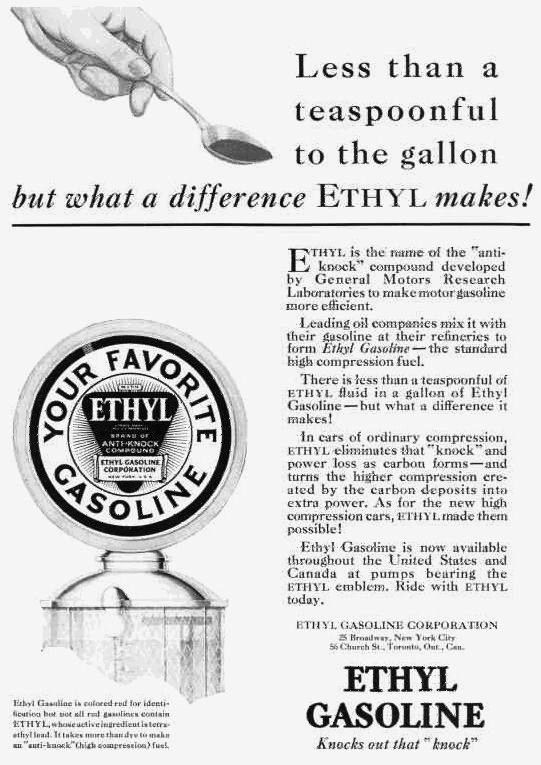 Less than a
teaspoonful
to the gallon
but what a difference ETHYL makes!
ETHYL is the name of the "anti-
knock" compound developed
by General Motors Research
Laboratories to make motor gasoline
more efficient.
Leading oil companies mix it with
their gasoline at their refineries to
form Ethyl Gasoline—the standard
high compression fuel.
There is less than a teaspoonful of
ETHYL fluid in a gallon of Ethyl
Gasoline—but what a difference it
makes!
In cars of ordinary compression,
ETHYL eliminates that "knock" and
power loss as carbon forms—and
turns the higher compression cre-
ated by the carbon deposits into
extra power. As for the new high
compression cars, ETHYL made them
possible!
Ethyl Gasoline is now available
throughout the United States and
Canada at pumps bearing the
ETHYL emblem. Ride with ETHYL
today.
ETHYL GASOLINE CORPORATION
25 Broadway, New York City
56 Church St., Toronto, Ont., Can.
ETHYL
GASOLINE
Knocks out that "knock"
YOUR FAVORITE
GASOLINE
ETHYL
BRAND OF
ANTI-KNOCK
COMPOUND
ETHYL GASOLINE
CORPORATION
NEW YORK U.S.A.
Ethyl Gasoline is colored red for identi-
fication but not all red gasolines contain
ETHYL, whose active ingredient is tetra-
ethyl lead. It takes more than dye to make
an "anti-knock" (high compression) fuel.